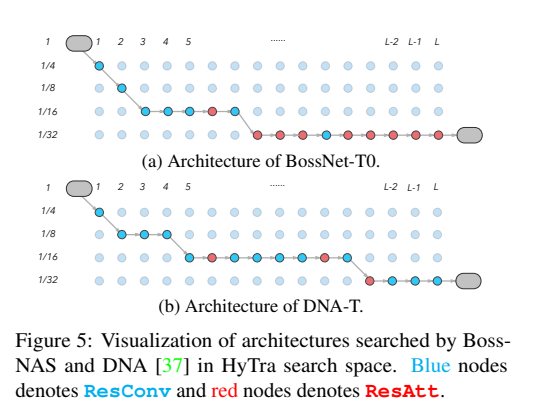 1 1 2 3 4 5 ...... L-2 L-1 L
1/4
1/8
1/16
1/32
(a) Architecture of BossNet-T0.
1 1 2 3 4 5 ...... L-2 L-1 L
1/4
1/8
1/16
1/32
(b) Architecture of DNA-T.
Figure 5: Visualization of architectures searched by Boss-
NAS and DNA [37] in HyTra search space. Blue nodes
denotes ResConv and red nodes denotes ResAtt.